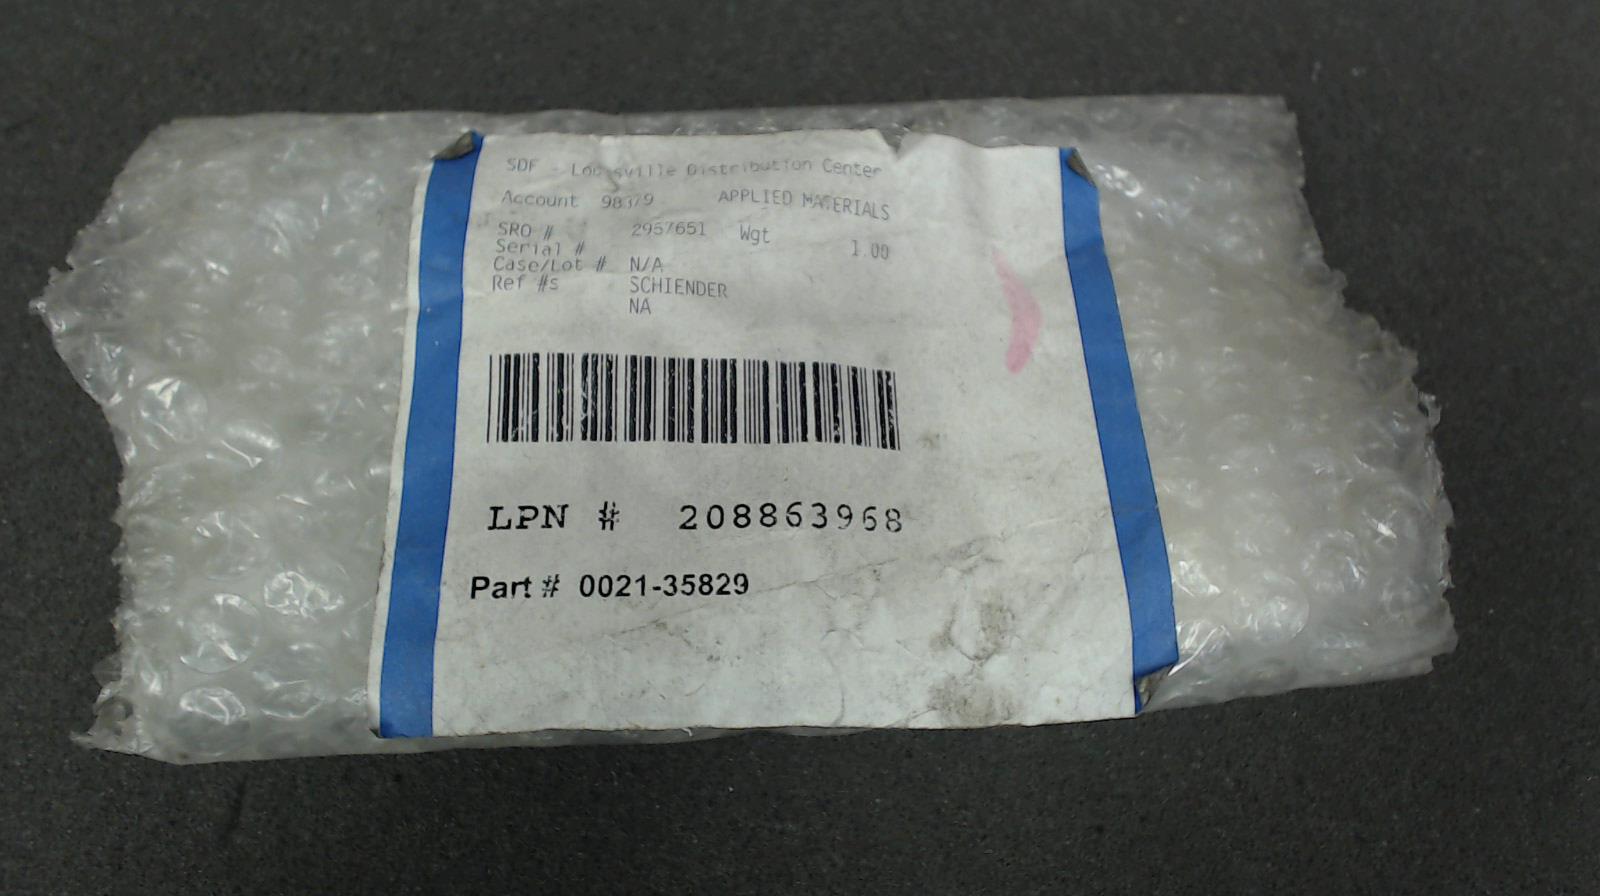 SDF - Louisville Distribution Center
Account 98379 APPLIED MATERIALS
SRO # 2957651 Wgt 1.00
Serial #
Case/Lot # N/A
Ref #s SCHIENDER
NA
LPN # 208863968
Part # 0021-35829